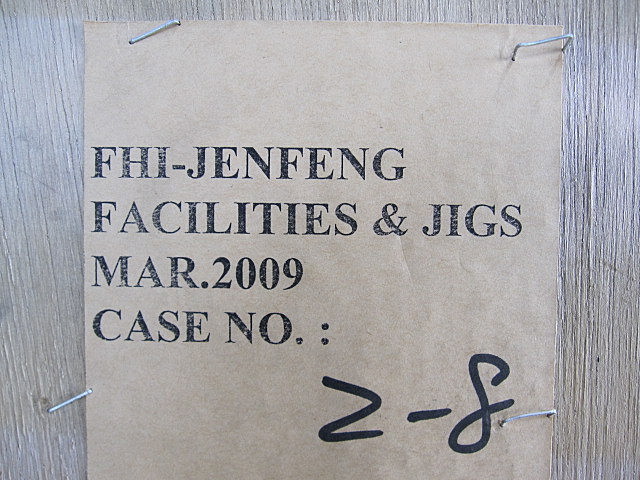 FHI-JENFENG
FACILITIES & JIGS
MAR.2009
CASE NO. :
2-8